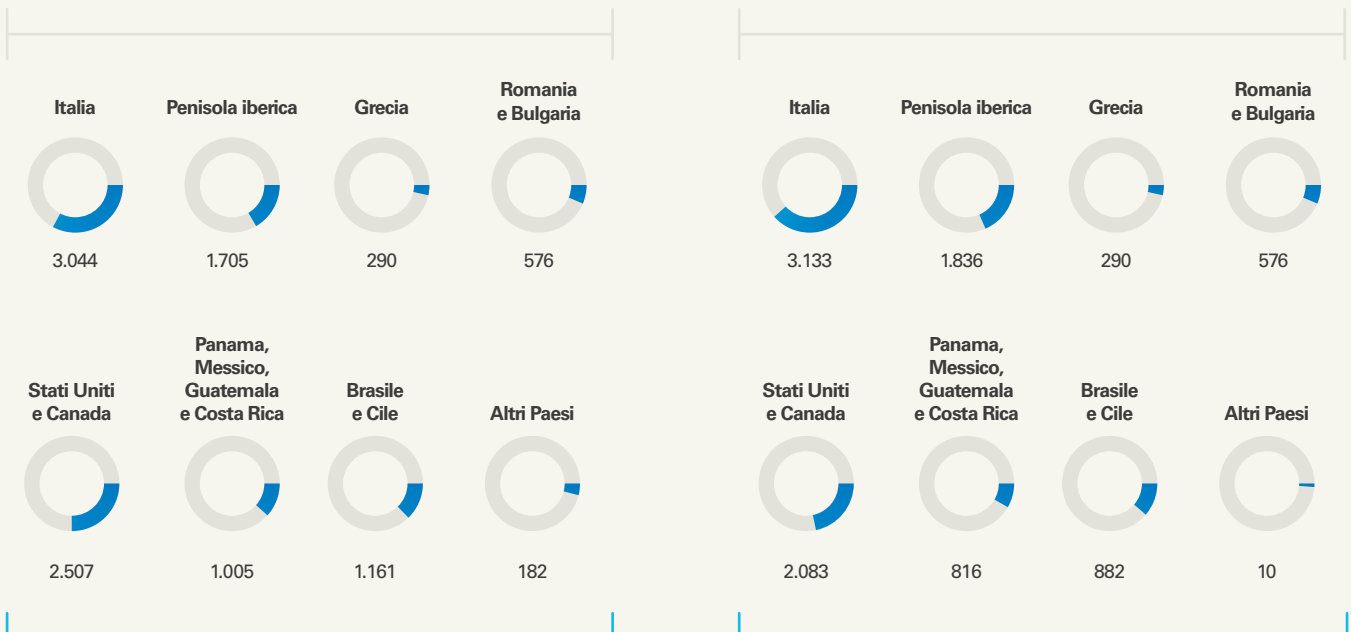 Italia
Penisola iberica
Grecia
Romania
e Bulgaria
3.044
1.705
290
576
Stati Uniti
e Canada
Panama,
Messico,
Guatemala
e Costa Rica
Brasile
e Cile
Altri Paesi
2.507
1.005
1.161
182
Italia
Penisola iberica
Grecia
Romania
e Bulgaria
3.133
1.836
290
576
Stati Uniti
e Canada
Panama,
Messico,
Guatemala
e Costa Rica
Brasile
e Cile
Altri Paesi
2.083
816
882
10